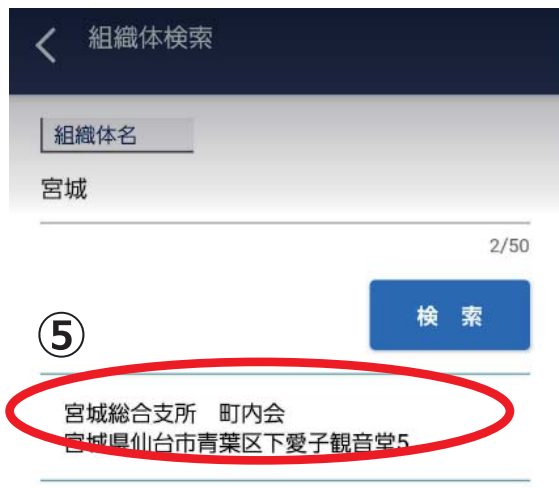 組織体検索
組織体名
宮城
2/50
検 索
⑤
宮城総合支所 町内会
宮城県仙台市青葉区下愛子観音堂5